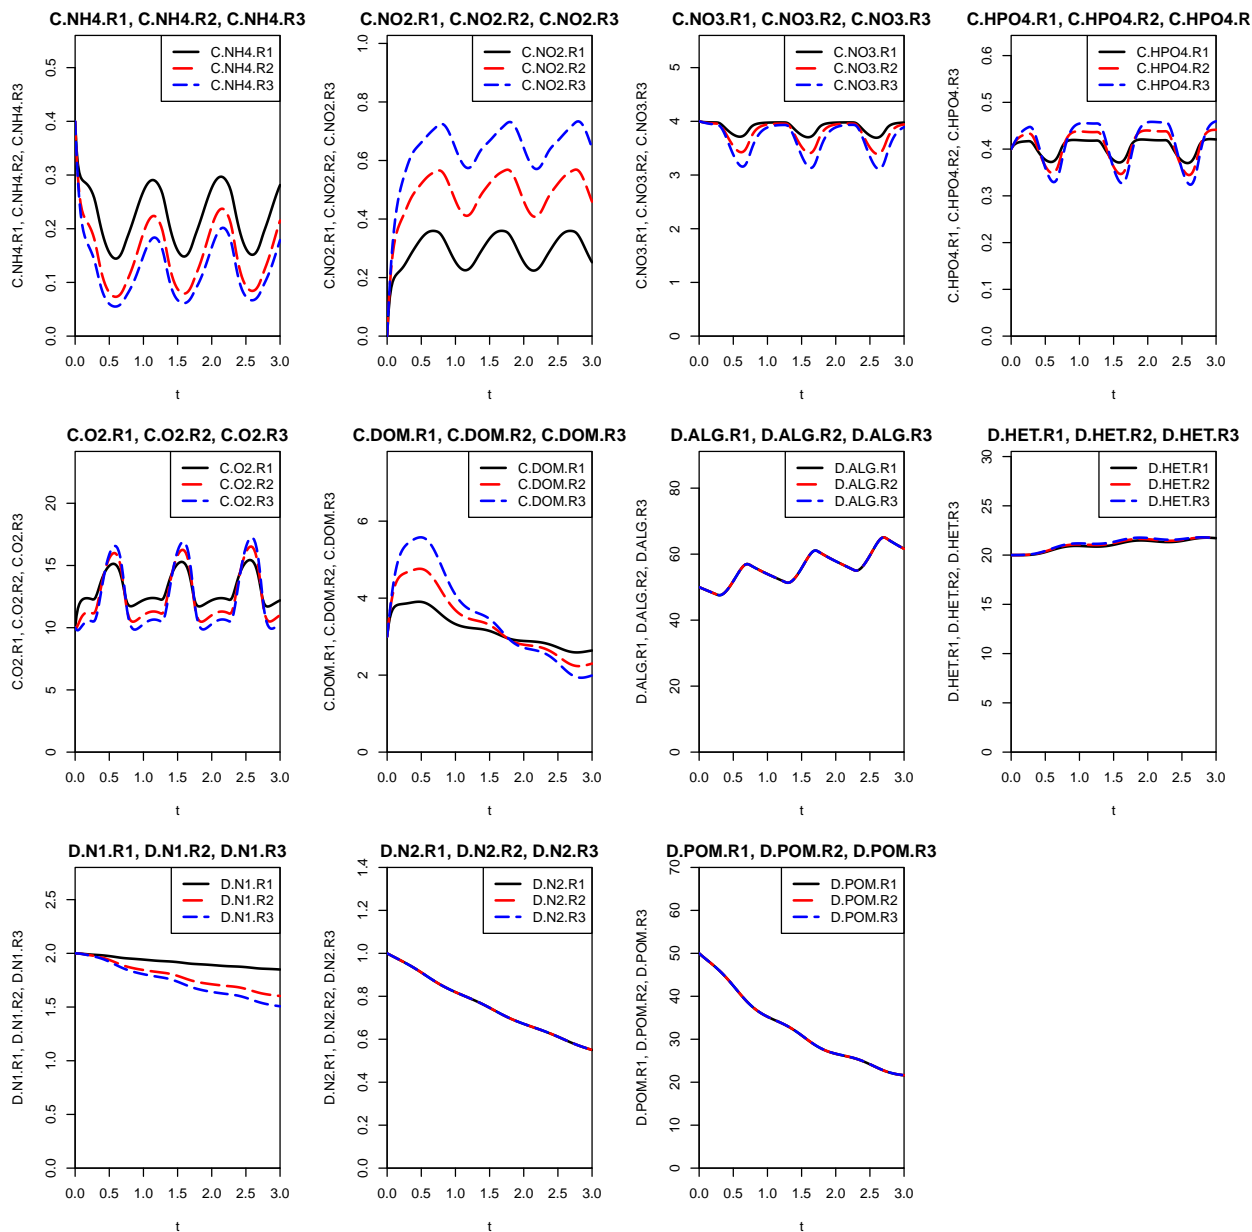 C.NH4.R1, C.NH4.R2, C.NH4.R3
C.NH4.R1, C.NH4.R2, C.NH4.R3
0.0 0.1 0.2 0.3 0.4 0.5
C.NH4.R1
C.NH4.R2
C.NH4.R3
0.0 0.5 1.0 1.5 2.0 2.5 3.0
t
C.NO2.R1, C.NO2.R2, C.NO2.R3
C.NO2.R1, C.NO2.R2, C.NO2.R3
0.0 0.2 0.4 0.6 0.8 1.0
C.NO2.R1
C.NO2.R2
C.NO2.R3
0.0 0.5 1.0 1.5 2.0 2.5 3.0
t
C.NO3.R1, C.NO3.R2, C.NO3.R3
C.NO3.R1, C.NO3.R2, C.NO3.R3
0 1 2 3 4 5
C.NO3.R1
C.NO3.R2
C.NO3.R3
0.0 0.5 1.0 1.5 2.0 2.5 3.0
t
C.HPO4.R1, C.HPO4.R2, C.HPO4.R
C.HPO4.R1, C.HPO4.R2, C.HPO4.R3
0.0 0.1 0.2 0.3 0.4 0.5 0.6
C.HPO4.R1
C.HPO4.R2
C.HPO4.R3
0.0 0.5 1.0 1.5 2.0 2.5 3.0
t
C.O2.R1, C.O2.R2, C.O2.R3
C.O2.R1, C.O2.R2, C.O2.R3
0 5 10 15 20
C.O2.R1
C.O2.R2
C.O2.R3
0.0 0.5 1.0 1.5 2.0 2.5 3.0
t
C.DOM.R1, C.DOM.R2, C.DOM.R3
C.DOM.R1, C.DOM.R2, C.DOM.R3
0 2 4 6
C.DOM.R1
C.DOM.R2
C.DOM.R3
0.0 0.5 1.0 1.5 2.0 2.5 3.0
t
D.ALG.R1, D.ALG.R2, D.ALG.R3
D.ALG.R1, D.ALG.R2, D.ALG.R3
0 20 40 60 80
D.ALG.R1
D.ALG.R2
D.ALG.R3
0.0 0.5 1.0 1.5 2.0 2.5 3.0
t
D.HET.R1, D.HET.R2, D.HET.R3
D.HET.R1, D.HET.R2, D.HET.R3
0 5 10 15 20 25 30
D.HET.R1
D.HET.R2
D.HET.R3
0.0 0.5 1.0 1.5 2.0 2.5 3.0
t
D.N1.R1, D.N1.R2, D.N1.R3
D.N1.R1, D.N1.R2, D.N1.R3
0.0 0.5 1.0 1.5 2.0 2.5
D.N1.R1
D.N1.R2
D.N1.R3
0.0 0.5 1.0 1.5 2.0 2.5 3.0
t
D.N2.R1, D.N2.R2, D.N2.R3
D.N2.R1, D.N2.R2, D.N2.R3
0.0 0.2 0.4 0.6 0.8 1.0 1.2 1.4
D.N2.R1
D.N2.R2
D.N2.R3
0.0 0.5 1.0 1.5 2.0 2.5 3.0
t
D.POM.R1, D.POM.R2, D.POM.R3
D.POM.R1, D.POM.R2, D.POM.R3
0 10 20 30 40 50 60 70
D.POM.R1
D.POM.R2
D.POM.R3
0.0 0.5 1.0 1.5 2.0 2.5 3.0
t